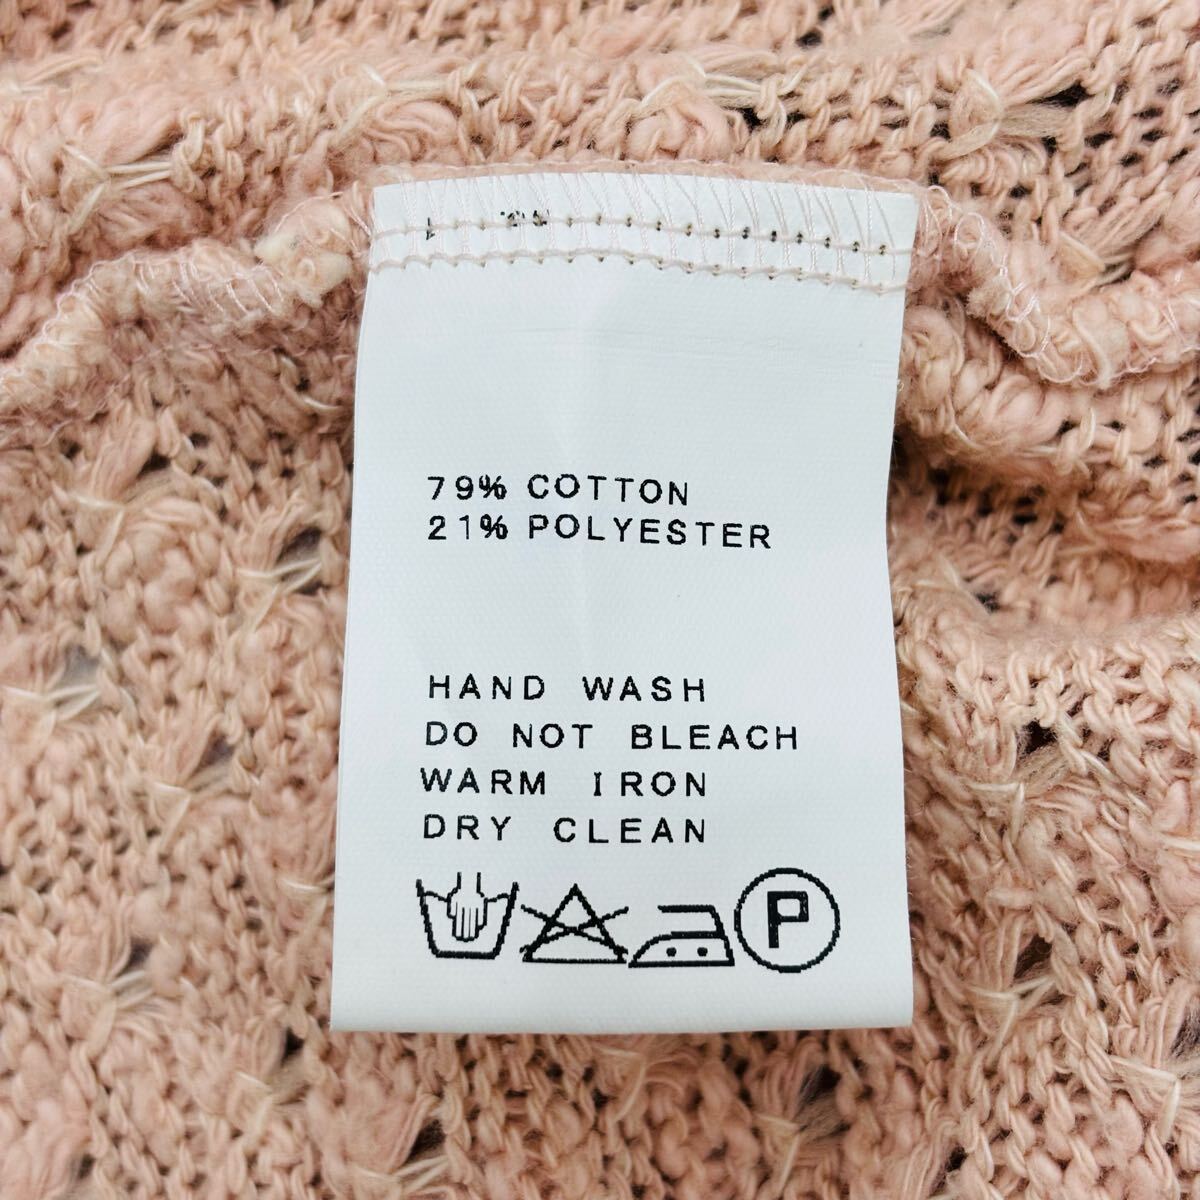 79% COTTON
21% POLYESTER
HAND WASH
DO NOT BLEACH
WARM IRON
DRY CLEAN
P